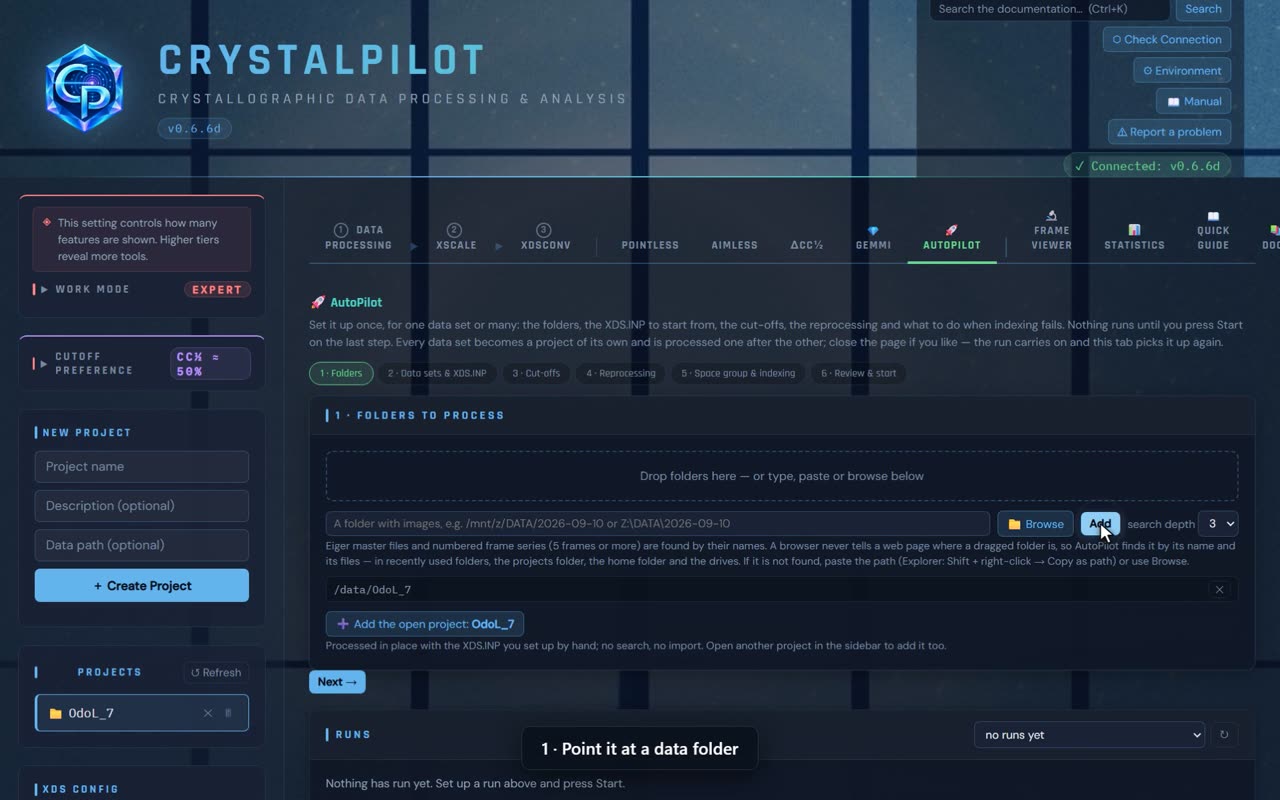 CRYSTALPILOT
CRYSTALLOGRAPHIC DATA PROCESSING & ANALYSIS
v0.6.6d
Search the documentation... (Ctrl+K)
Search
Check Connection
Environment
Manual
Report a problem
✓ Connected: v0.6.6d
This setting controls how many
features are shown. Higher tiers
reveal more tools.
WORK MODE
EXPERT
CUTOFF
PREFERENCE
CC½ ≈
50%
NEW PROJECT
Project name
Description (optional)
Data path (optional)
+ Create Project
PROJECTS
↺ Refresh
OdoL_7
XDS CONFIG
1 DATA
PROCESSING
2
XSCALE
3
XDSCONV
POINTLESS
AIMLESS
ΔCC½
GEMMI
AUTOPILOT
FRAME
VIEWER
STATISTICS
QUICK
GUIDE
AutoPilot
Set it up once, for one data set or many: the folders, the XDS.INP to start from, the cut-offs, the reprocessing and what to do when indexing fails. Nothing runs until you press Start
on the last step. Every data set becomes a project of its own and is processed one after the other; close the page if you like — the run carries on and this tab picks it up again.
1 · Folders
2 · Data sets & XDS.INP
3 · Cut-offs
4 · Reprocessing
5 · Space group & indexing
6 · Review & start
1 · FOLDERS TO PROCESS
Drop folders here — or type, paste or browse below
A folder with images, e.g. /mnt/z/DATA/2026-09-10 or Z:\DATA\2026-09-10
Browse
Add
search depth
3
Eiger master files and numbered frame series (5 frames or more) are found by their names. A browser never tells a web page where a dragged folder is, so AutoPilot finds it by its name and
its files — in recently used folders, the projects folder, the home folder and the drives. If it is not found, paste the path (Explorer: Shift + right-click → Copy as path) or use Browse.
/data/OdoL_7
Add the open project: OdoL_7
Processed in place with the XDS.INP you set up by hand; no search, no import. Open another project in the sidebar to add it too.
Next →
RUNS
no runs yet
Nothing has run yet. Set up a run above and press Start.
1 · Point it at a data folder